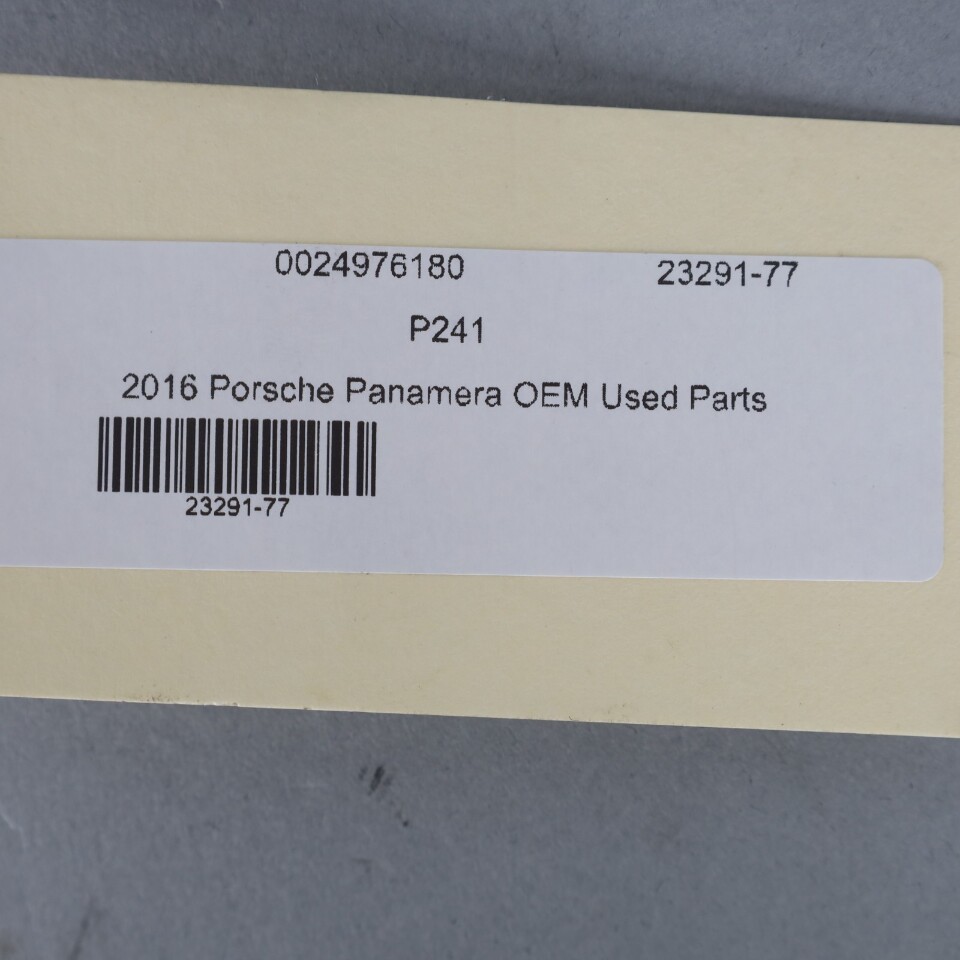 0024976180 23291-77
P241
2016 Porsche Panamera OEM Used Parts
23291-77